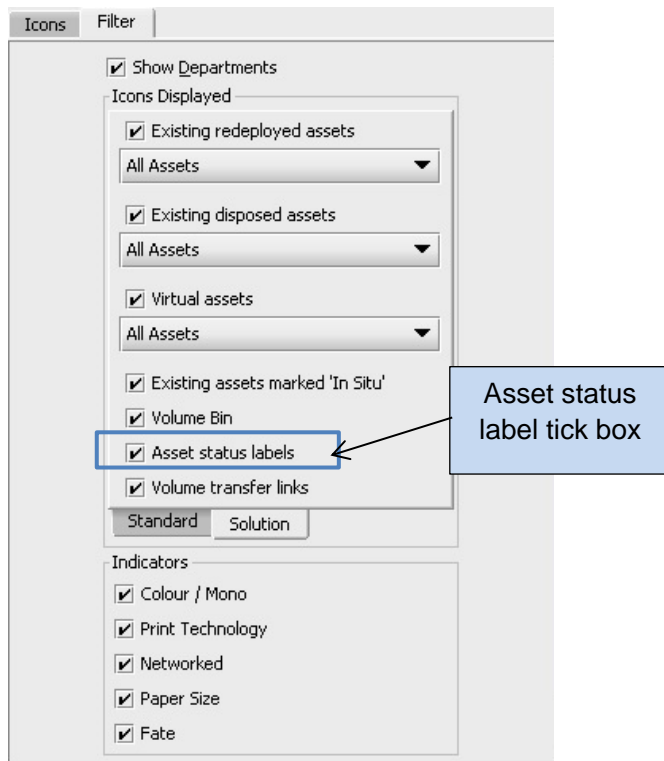 Icons Filter
Show Departments
Icons Displayed
Existing redeployed assets
All Assets
Existing disposed assets
All Assets
Virtual assets
All Assets
Existing assets marked 'In Situ'
Volume Bin
Asset status labels
Volume transfer links
Standard Solution
Asset status
label tick box
Indicators
Colour / Mono
Print Technology
Networked
Paper Size
Fate